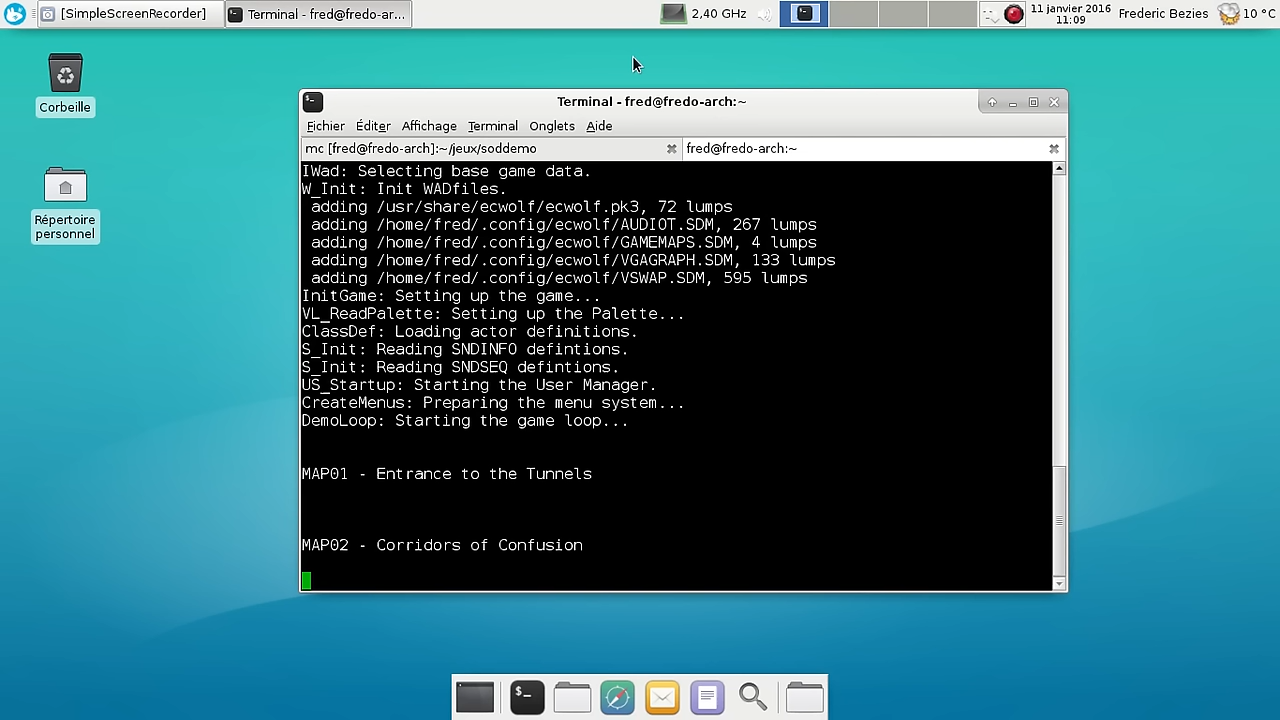 [SimpleScreenRecorder]
Terminal - fred@fredo-ar...
2,40 GHz
11 janvier 2016
11:09
Frederic Bezies
10 °C
Corbeille
Répertoire
personnel
Terminal - fred@fredo-arch:~
Fichier Éditer Affichage Terminal Onglets Aide
mc [fred@fredo-arch]:~/jeux/soddemo
fred@fredo-arch:~
IWad: Selecting base game data.
W_Init: Init WADfiles.
adding /usr/share/ecwolf/ecwolf.pk3, 72 lumps
adding /home/fred/.config/ecwolf/AUDIOT.SDM, 267 lumps
adding /home/fred/.config/ecwolf/GAMEMAPS.SDM, 4 lumps
adding /home/fred/.config/ecwolf/VGAGRAPH.SDM, 133 lumps
adding /home/fred/.config/ecwolf/VSWAP.SDM, 595 lumps
InitGame: Setting up the game...
VL_ReadPalette: Setting up the Palette...
ClassDef: Loading actor definitions.
S_Init: Reading SNDINFO defintions.
S_Init: Reading SNDSEQ defintions.
US_Startup: Starting the User Manager.
CreateMenus: Preparing the menu system...
DemoLoop: Starting the game loop...
MAP01 - Entrance to the Tunnels
MAP02 - Corridors of Confusion
$-